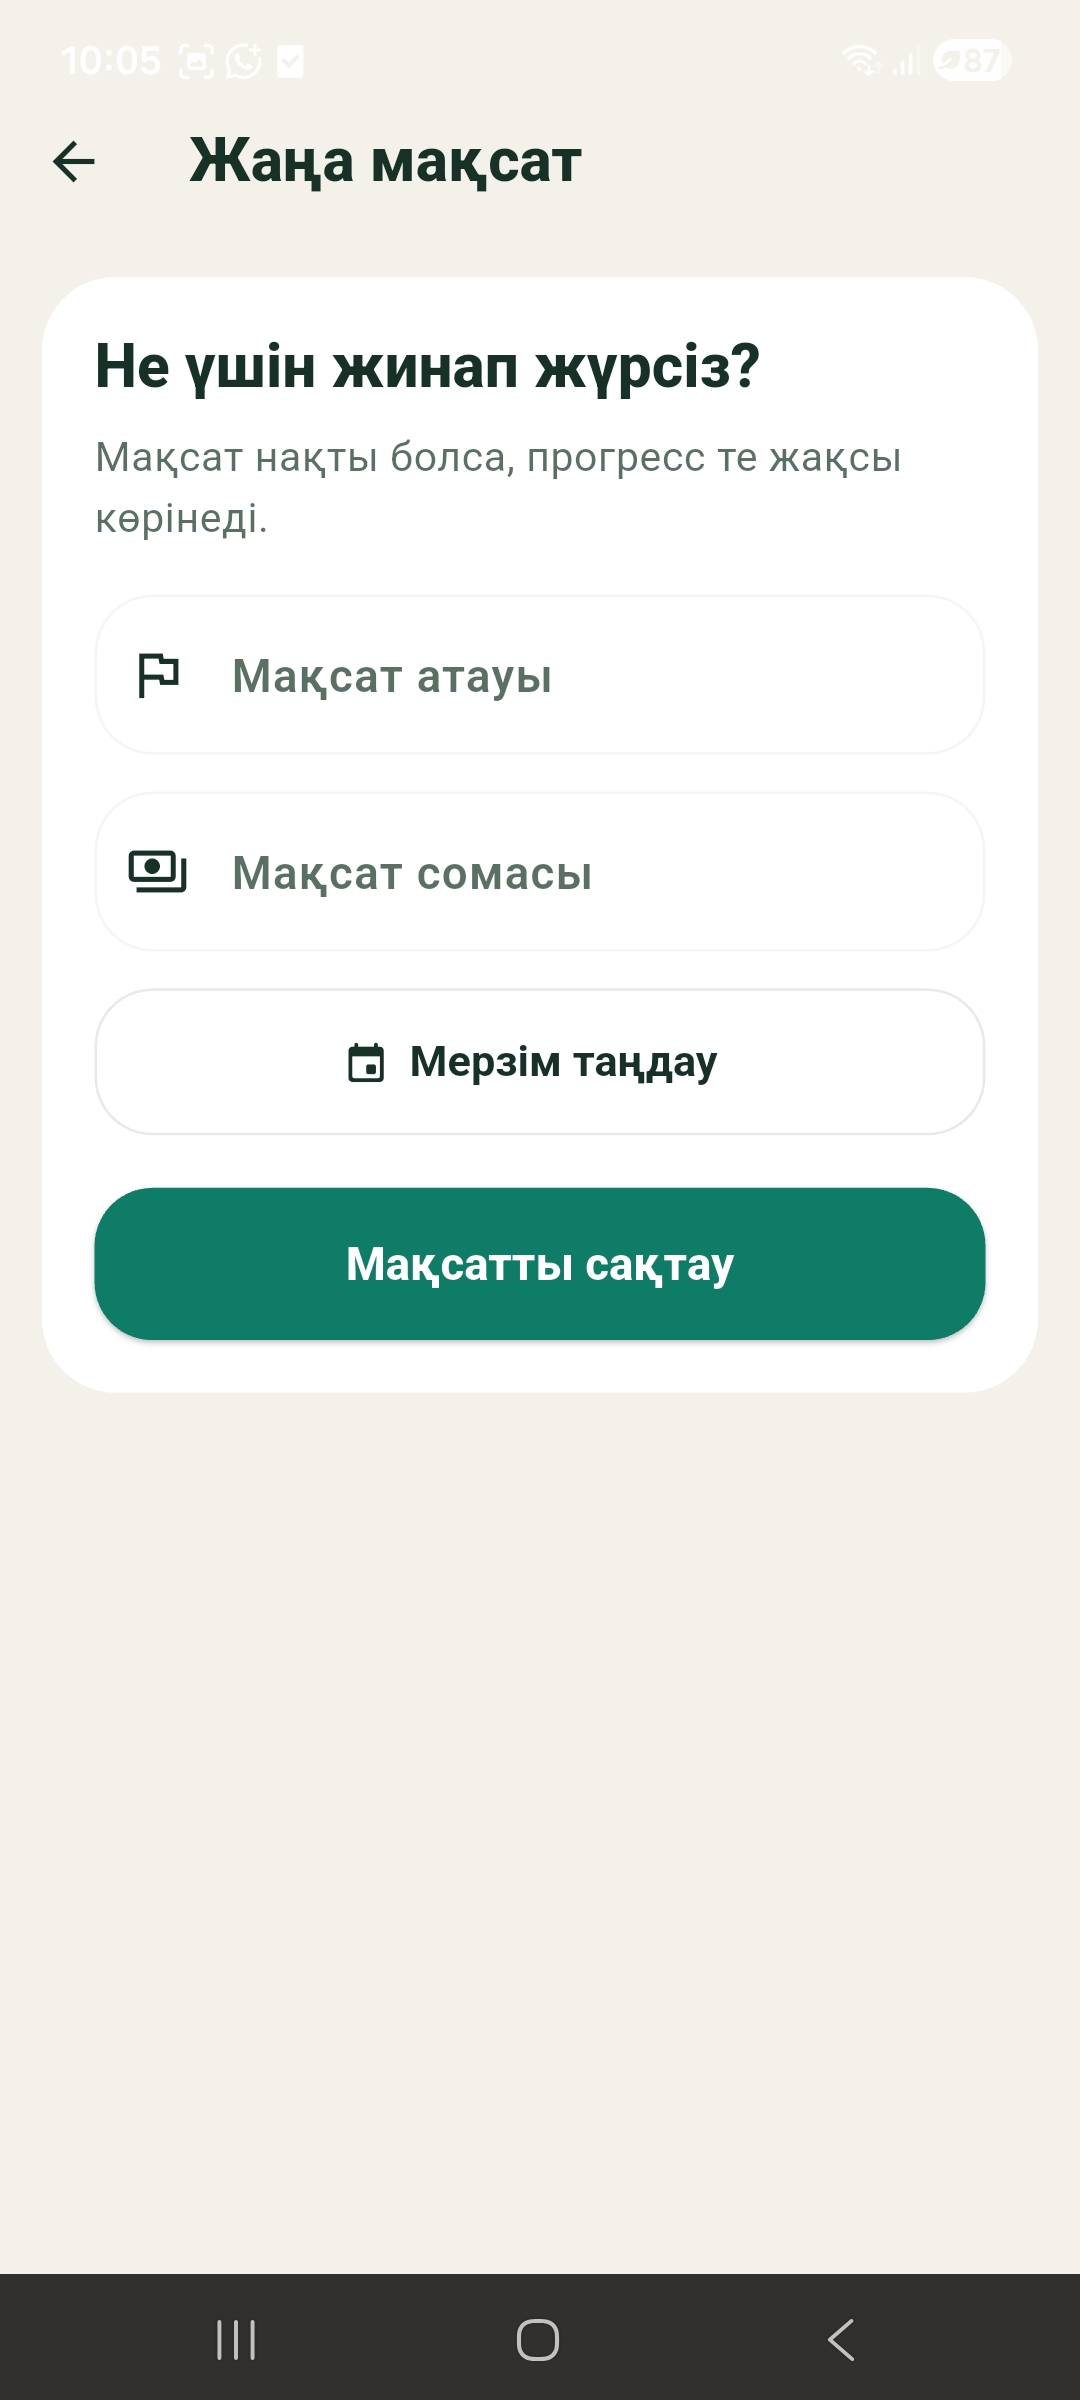 10:05
87
Жаңа мақсат
Не үшін жинап жүрсіз?
Мақсат нақты болса, прогресс те жақсы
көрінеді.
Мақсат атауы
Мақсат сомасы
Мерзім таңдау
Мақсатты сақтау